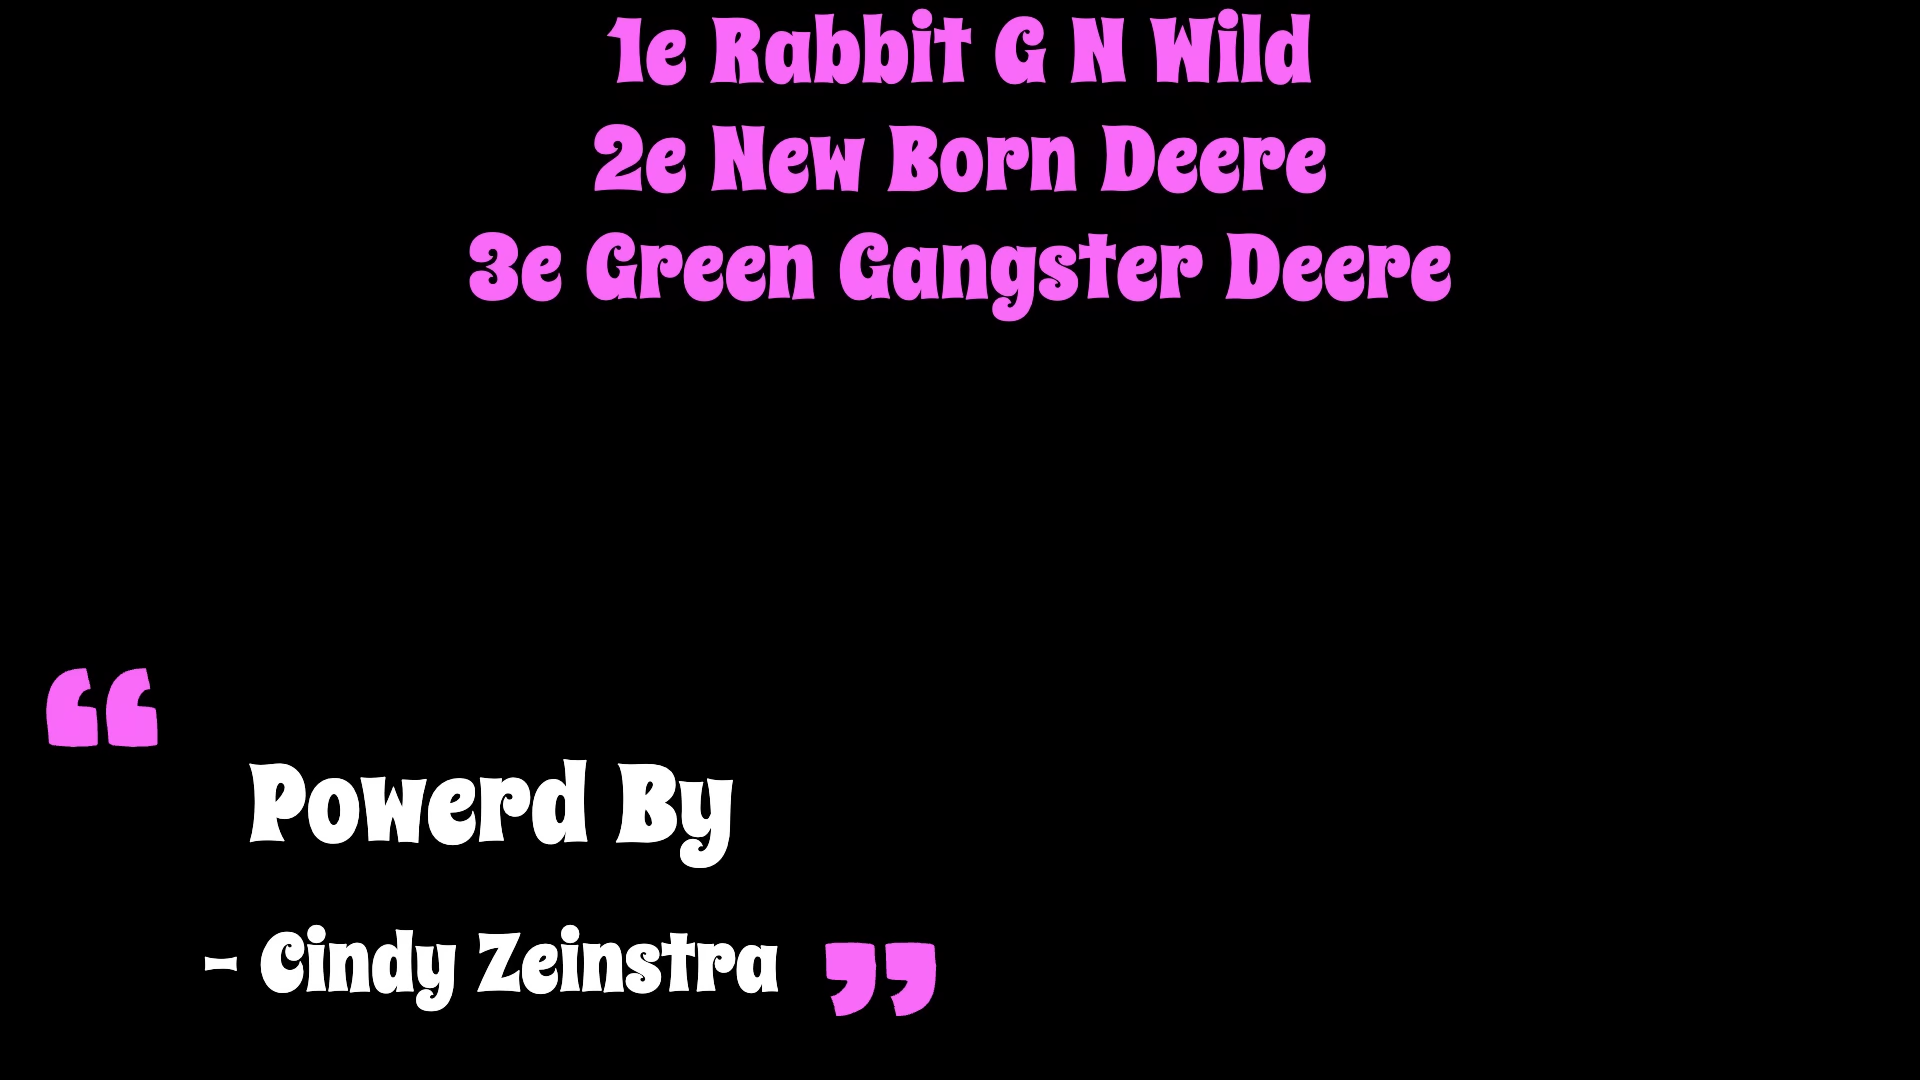 1e Rabbit G N Wild
2e New Born Deere
3e Green Gangster Deere
“
Powerd By
- Cindy Zeinstra ”